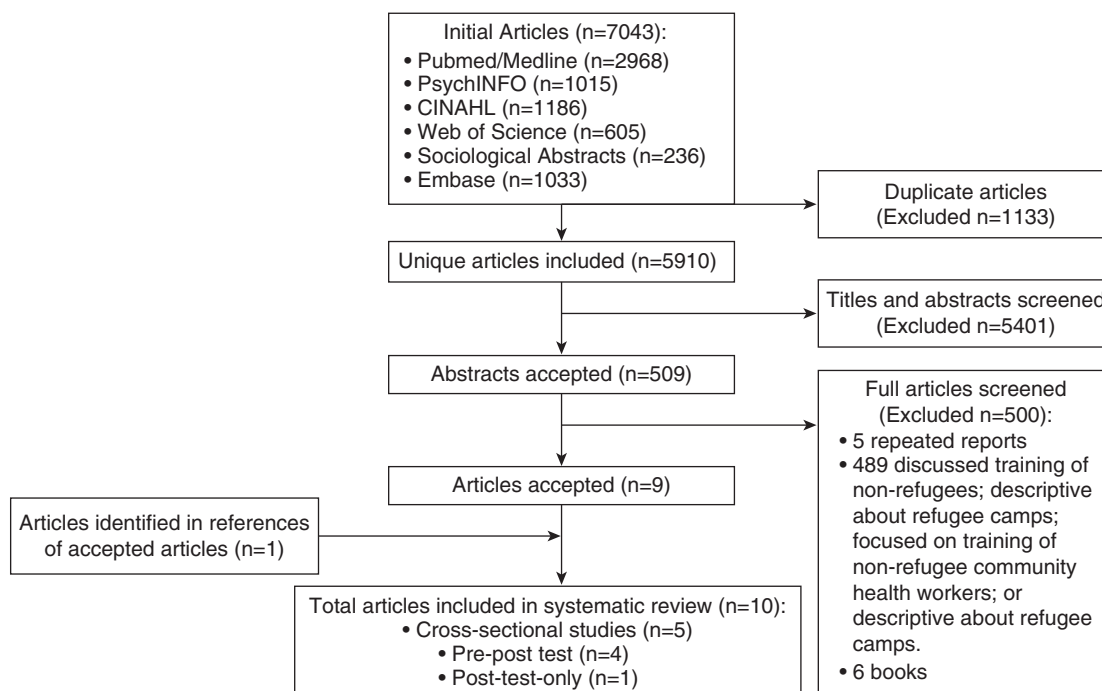 Initial Articles (n=7043):
• Pubmed/Medline (n=2968)
• PsychINFO (n=1015)
• CINAHL (n=1186)
• Web of Science (n=605)
• Sociological Abstracts (n=236)
• Embase (n=1033)
Duplicate articles
(Excluded n=1133)
Unique articles included (n=5910)
Titles and abstracts screened
(Excluded n=5401)
Abstracts accepted (n=509)
Full articles screened
(Excluded n=500):
• 5 repeated reports
• 489 discussed training of
non-refugees; descriptive
about refugee camps;
focused on training of
non-refugee community
health workers; or
descriptive about refugee
camps.
• 6 books
Articles accepted (n=9)
Articles identified in references
of accepted articles (n=1)
Total articles included in systematic review (n=10):
• Cross-sectional studies (n=5)
• Pre-post test (n=4)
• Post-test-only (n=1)